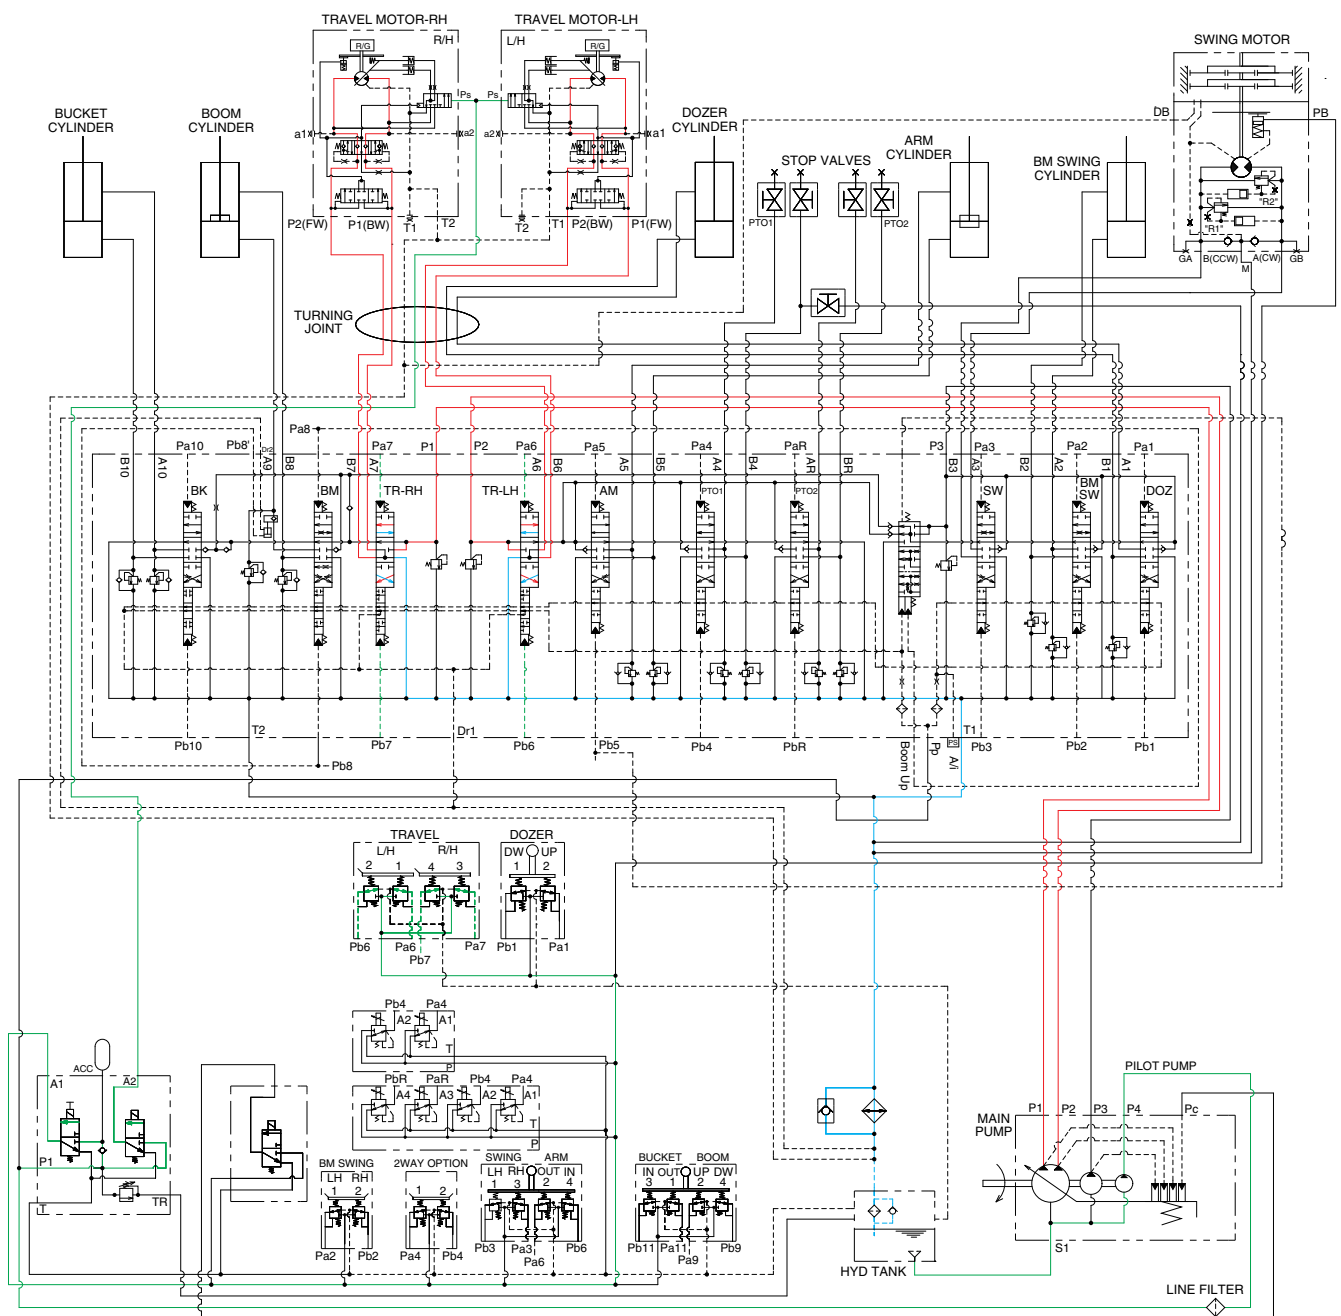 TRAVEL MOTOR-RH TRAVEL MOTOR-LH
SWING MOTOR
R/G R/H L/H R/G
Ps Ps
BUCKET CYLINDER
BOOM CYLINDER
DOZER CYLINDER
ARM CYLINDER
BM SWING CYLINDER
STOP VALVES
DB PB
a1 a2 a2 a1
"R2"
"R1"
PTO1 PTO2
P2(FW) P1(BW) T1 T2 T2 T1 P2(BW) P1(FW)
GA B(CCW) M A(CW) GB
TURNING JOINT
Pa8
Pa10 Pb8' Dr2 Pa7 P1 P2 Pa6 Pa5 Pa4 PaR P3 Pa3 Pa2 Pa1
B10 A10 A9 B8 B7 A7 A6 B6 A5 B5 A4 B4 AR BR B3 A3 B2 A2 B1 A1
BK BM TR-RH TR-LH AM PTO1 PTO2 SW BM SW DOZ
T2 Dr1 T1
Pb10 Pb7 Pb6 Pb5 Pb4 PbR Boom Up Pp PS A/i Pb3 Pb2 Pb1
Pb8
TRAVEL DOZER
L/H R/H DW UP
2 1 4 3 1 2
Pb6 Pa6 Pa7 Pb1 Pa1
Pb7
Pb4 Pa4
A2 A1
T
P
ACC
A1 A2
PbR PaR Pb4 Pa4
A4 A3 A2 A1
T
P
P1
T TR
BM SWING 2WAY OPTION SWING ARM BUCKET BOOM
LH RH LH RH OUT IN IN OUT UP DW
1 2 1 2 1 3 2 4 3 1 2 4
Pa2 Pb2 Pa4 Pb4 Pb3 Pa3 Pb6 Pb11 Pa11 Pb9
Pa6 Pa9
PILOT PUMP
MAIN PUMP
P1 P2 P3 P4 Pc
S1
HYD TANK
LINE FILTER